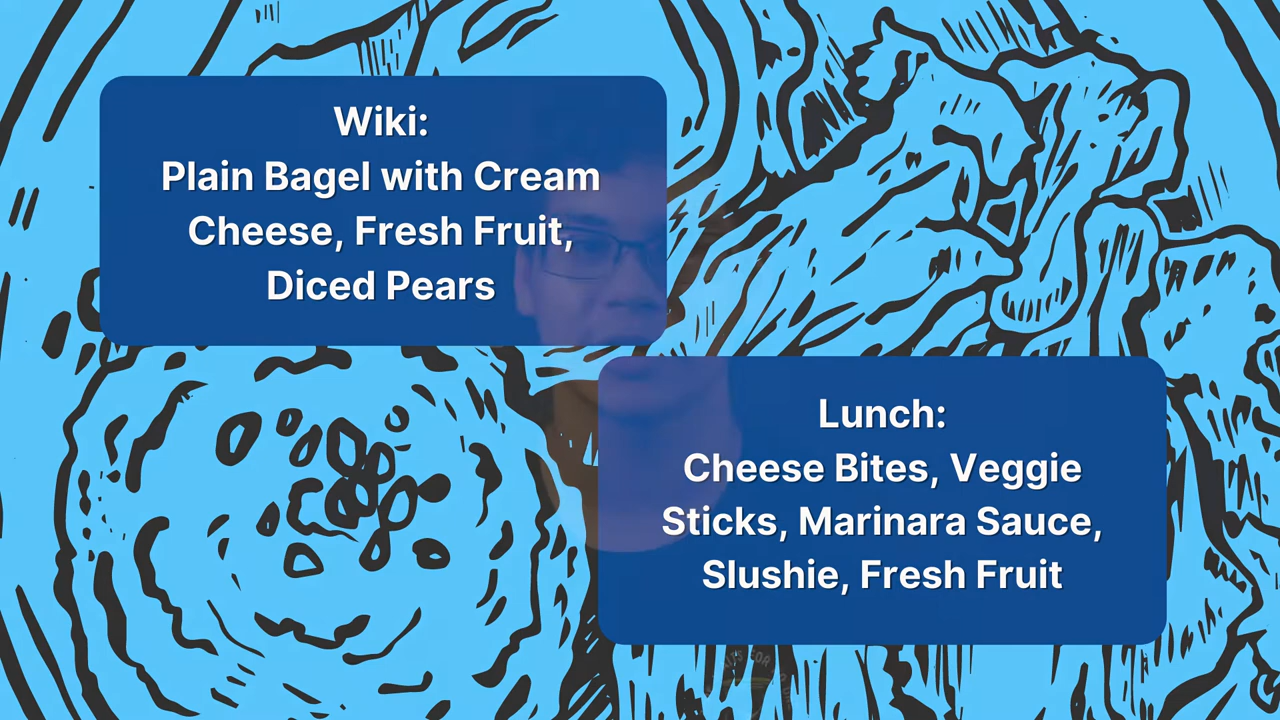 Wiki:
Plain Bagel with Cream
Cheese, Fresh Fruit,
Diced Pears
Lunch:
Cheese Bites, Veggie
Sticks, Marinara Sauce,
Slushie, Fresh Fruit